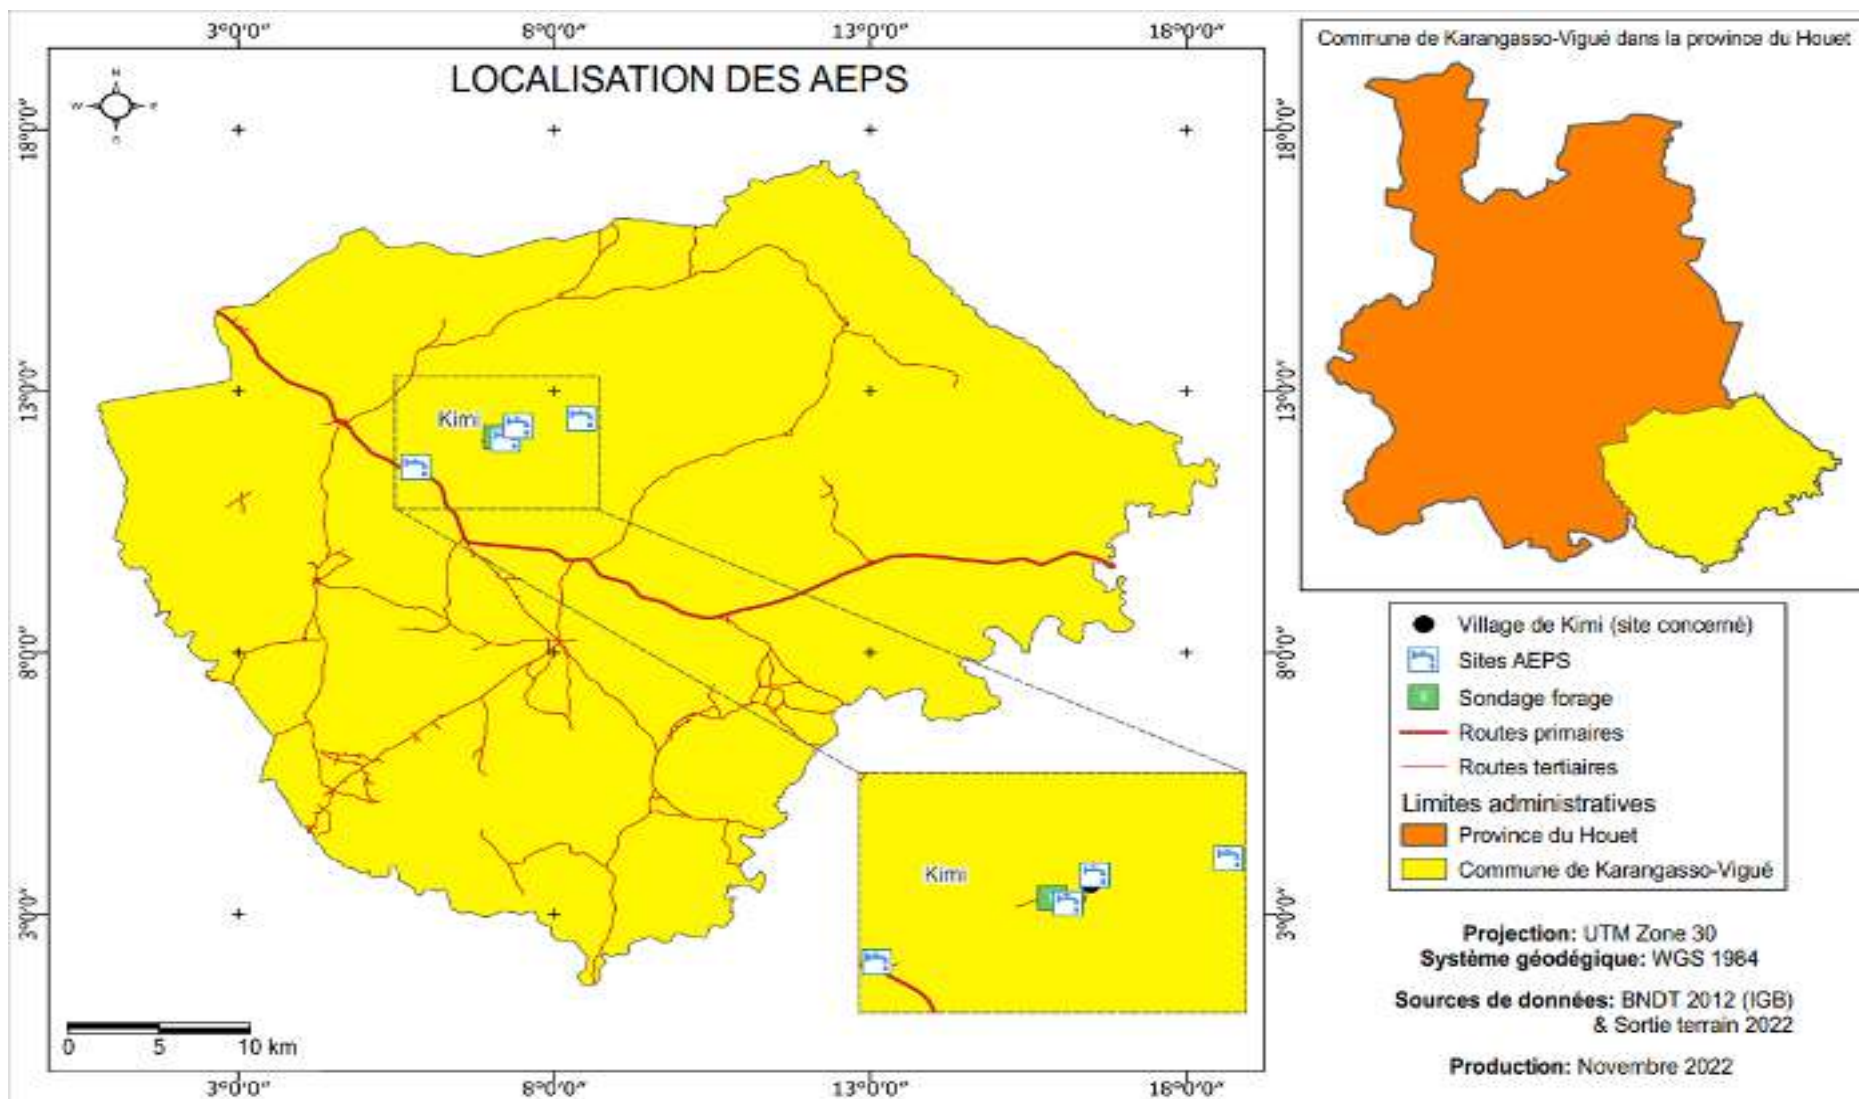 3°0'0" 8°0'0" 13°0'0" 18°0'0"
LOCALISATION DES AEPS
N
W E
S
18°0'0" 18°0'0"
13°0'0" 13°0'0"
8°0'0" 8°0'0"
3°0'0" 3°0'0"
Kimi
Kimi
0 5 10 km
3°0'0" 8°0'0" 13°0'0" 18°0'0"
Commune de Karangasso-Vigué dans la province du Houet
Village de Kimi (site concerné)
Sites AEPS
Sondage forage
Routes primaires
Routes tertiaires
Limites administratives
Province du Houet
Commune de Karangasso-Vigué
Projection: UTM Zone 30
Système géodégique: WGS 1984
Sources de données: BNDT 2012 (IGB)
& Sortie terrain 2022
Production: Novembre 2022